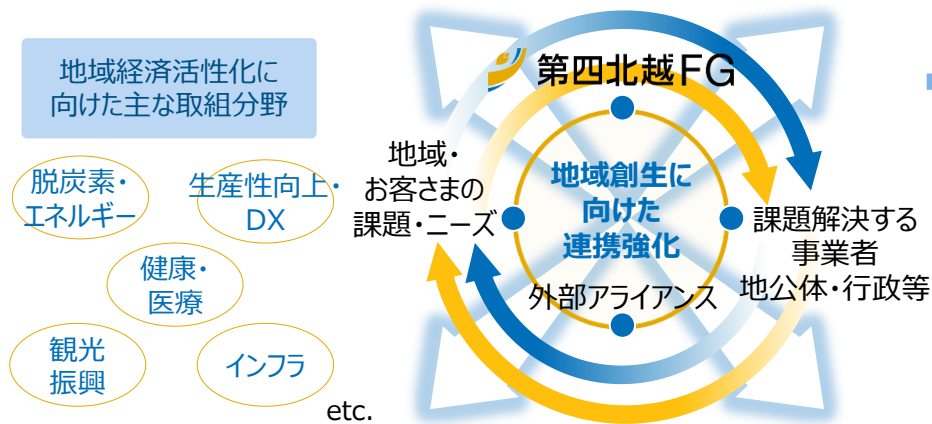 地域経済活性化に
向けた主な取組分野
脱炭素・
エネルギー
生産性向上・
DX
健康・
医療
観光
振興
インフラ
etc.
第四北越FG
地域・
お客さまの
課題・ニーズ
地域創生に
向けた
連携強化
課題解決する
事業者
地公体・行政等
外部アライアンス